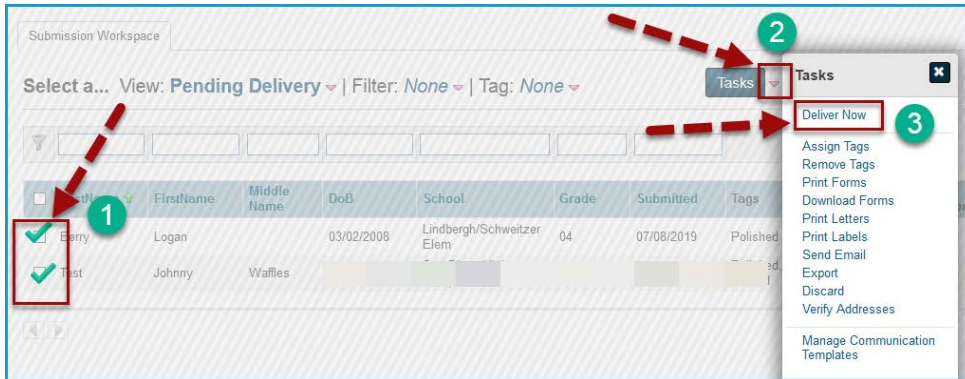 Submission Workspace
2
Select a... View: Pending Delivery | Filter: None | Tag: None
Tasks
Tasks
Deliver Now
3
Assign Tags
Remove Tags
Print Forms
Download Forms
Print Letters
Print Labels
Send Email
Export
Discard
Verify Addresses
Manage Communication
Templates
FirstName Middle Name DoB School Grade Submitted Tags
1
Berry Logan 03/02/2008 Lindbergh/Schweitzer Elem 04 07/08/2019 Polished
Test Johnny Waffles